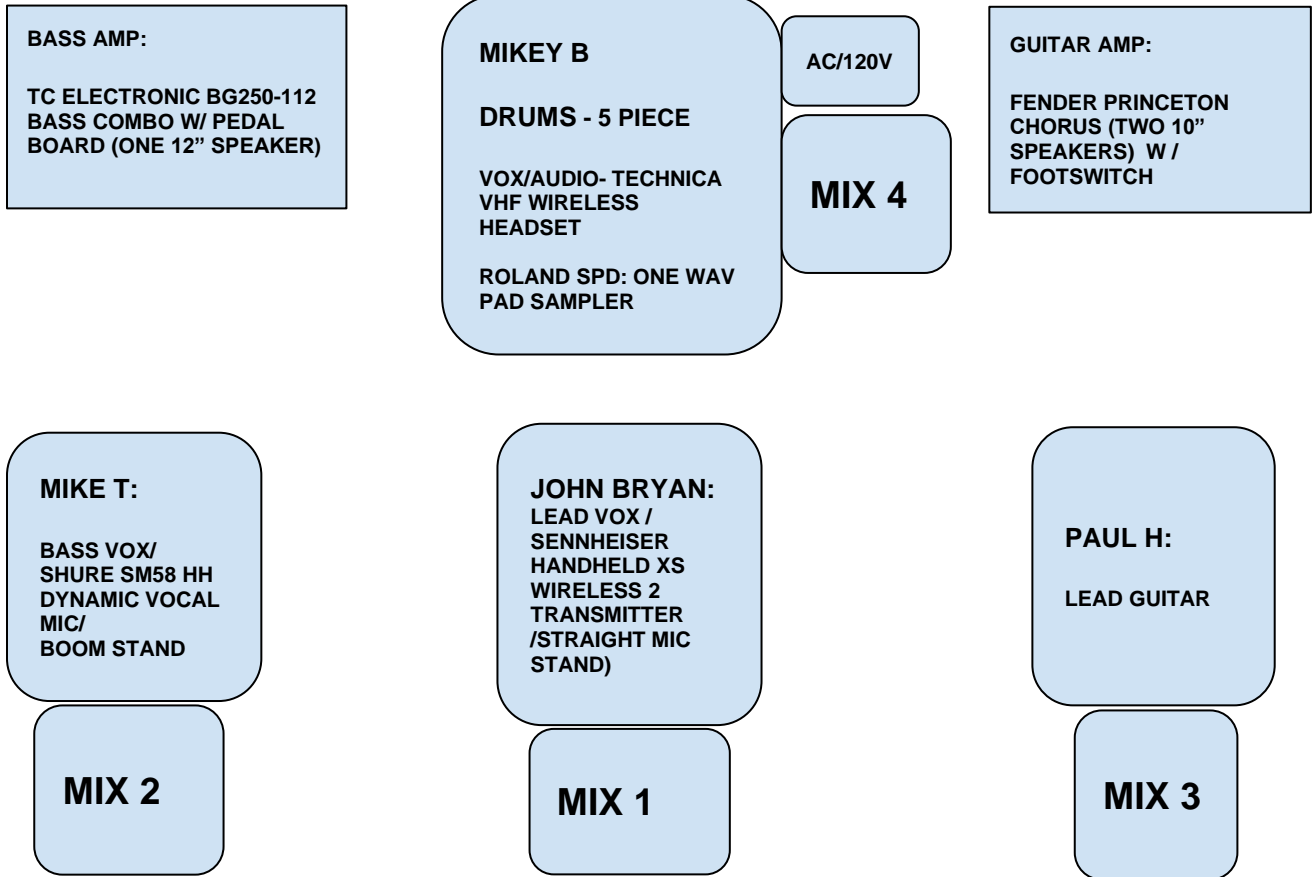 BASS AMP:
TC ELECTRONIC BG250-112
BASS COMBO W/ PEDAL
BOARD (ONE 12” SPEAKER)
MIKEY B
DRUMS - 5 PIECE
VOX/AUDIO- TECHNICA
VHF WIRELESS
HEADSET
ROLAND SPD: ONE WAV
PAD SAMPLER
AC/120V
MIX 4
GUITAR AMP:
FENDER PRINCETON
CHORUS (TWO 10”
SPEAKERS) W /
FOOTSWITCH
MIKE T:
BASS VOX/
SHURE SM58 HH
DYNAMIC VOCAL
MIC/
BOOM STAND
MIX 2
JOHN BRYAN:
LEAD VOX /
SENNHEISER
HANDHELD XS
WIRELESS 2
TRANSMITTER
/STRAIGHT MIC
STAND)
MIX 1
PAUL H:
LEAD GUITAR
MIX 3